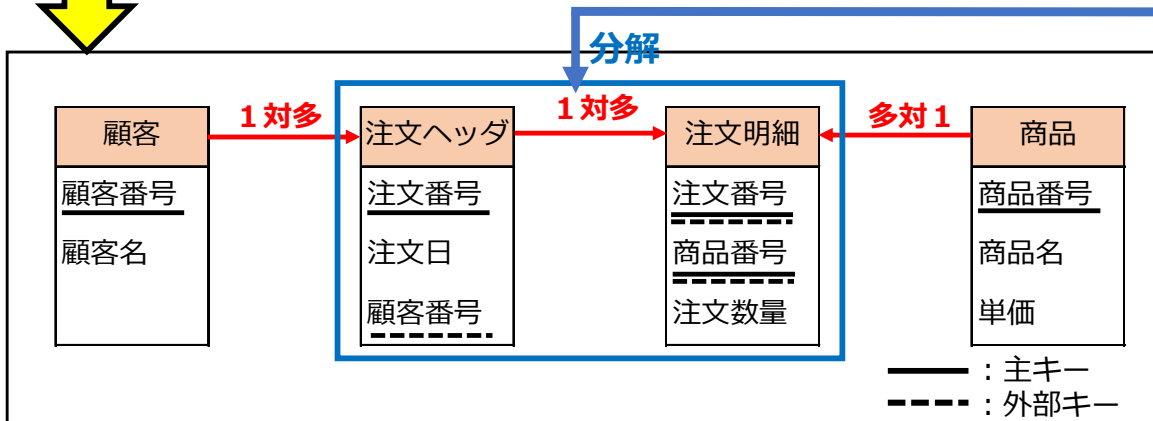 分解
1対多
1対多
多対1
顧客
顧客番号
顧客名
注文ヘッダ
注文番号
注文日
顧客番号
注文明細
注文番号
商品番号
注文数量
商品
商品番号
商品名
単価
：主キー
：外部キー